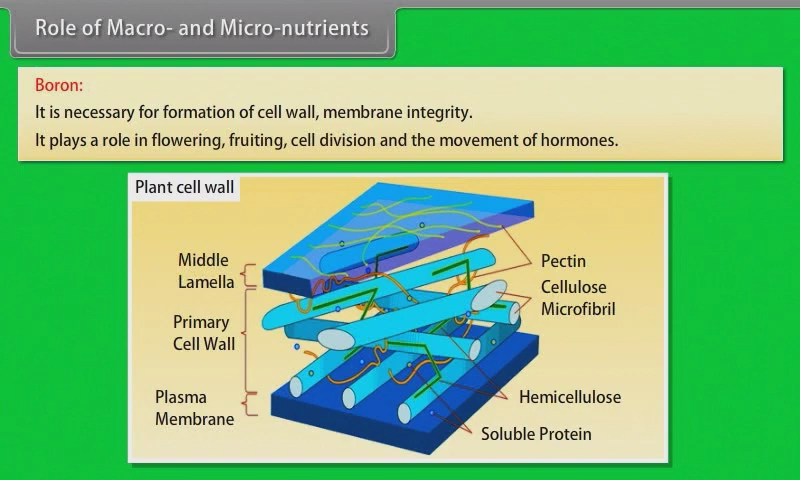 Role of Macro- and Micro-nutrients
Boron:
It is necessary for formation of cell wall, membrane integrity.
It plays a role in flowering, fruiting, cell division and the movement of hormones.
Plant cell wall
Middle
Lamella
Primary
Cell Wall
Plasma
Membrane
Pectin
Cellulose
Microfibril
Hemicellulose
Soluble Protein